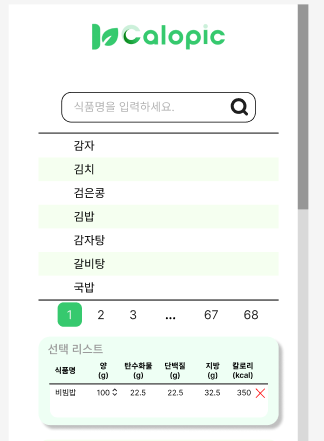 Calopic
식품명을 입력하세요.
감자
김치
검은콩
김밥
감자탕
갈비탕
국밥
1 2 3 ... 67 68
선택 리스트
식품명 양 (g) 탄수화물 (g) 단백질 (g) 지방 (g) 칼로리 (kcal)
비빔밥 100 22.5 22.5 32.5 350